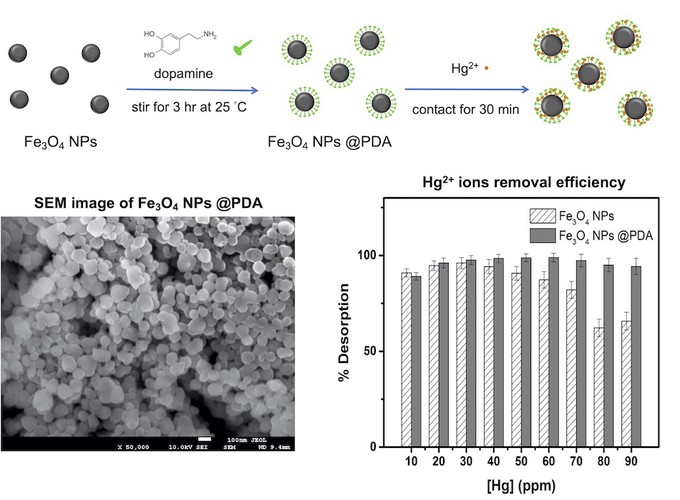 HO
HO
NH2
dopamine
stir for 3 hr at 25 °C
Hg2+
contact for 30 min
Fe3O4 NPs
Fe3O4 NPs @PDA
SEM image of Fe3O4 NPs @PDA
X 50,000 10.0kV SEI 100nm JEOL SEM WD 9.4mm
Hg2+ ions removal efficiency
Fe3O4 NPs
Fe3O4 NPs @PDA
% Desorption
100
50
0
10 20 30 40 50 60 70 80 90
[Hg] (ppm)